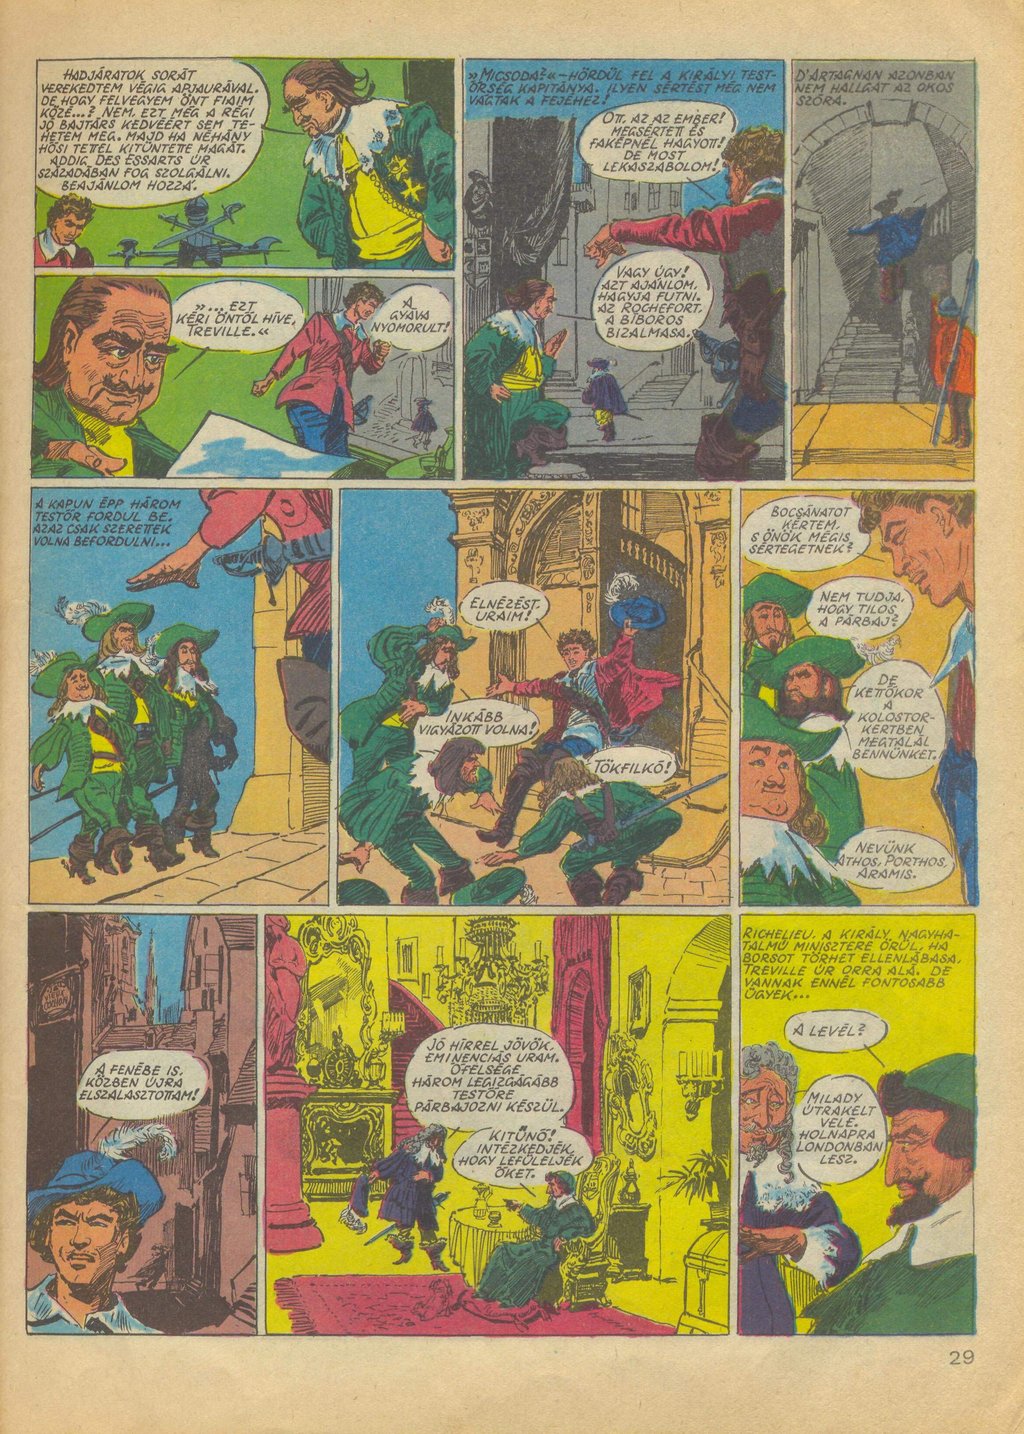 HADJÁRATOK SORÁT
VEREKEDTEM VÉGIG APJAURÁVAL.
DE HOGY FELVEGYEM ÖNT FIAIM
KÖZÉ...? NEM, EZT MÉG A RÉGI
JÓ BAJTÁRS KEDVÉÉRT SEM TE-
HETEM MEG. MAJD HA NÉHÁNY
HŐSI TETTEL KITÜNTETTE MAGÁT.
ADDIG DES ESSARTS ÚR
SZÁZADÁBAN FOG SZOLGÁLNI.
BEAJÁNLOM HOZZÁ.
»... EZT
KÉRI ÖNTŐL HÍVE,
TREVILLE.«
A
GYÁVA
NYOMORULT!
»MICSODA?« – HÖRDÜL FEL A KIRÁLYI TEST-
ŐRSÉG KAPITÁNYA. ILYEN SÉRTÉST MÉG NEM
VÁGTAK A FEJÉHEZ!
OTT, AZ AZ EMBER!
MEGSÉRTETT ÉS
FAKÉPNÉL HAGYOTT!
DE MOST
LEKASZABOLOM!
VAGY ÚGY!
AZT AJÁNLOM,
HAGYJA FUTNI.
AZ ROCHEFORT,
A BÍBOROS
BIZALMASA.
D'ARTAGNAN AZONBAN
NEM HALLGAT AZ OKOS
SZÓRA.
A KAPUN ÉPP HÁROM
TESTŐR FORDUL BE.
AZAZ CSAK SZERETTEK
VOLNA BEFORDULNI...
ELNÉZÉST,
URAIM!
INKÁBB
VIGYÁZOTT VOLNA!
TÖKFILKÓ!
BOCSÁNATOT
KÉRTEM,
S ÖNÖK MÉGIS
SÉRTEGETNEK?
NEM TUDJA,
HOGY TILOS
A PÁRBAJ?
DE
KETTŐKOR
A
KOLOSTOR-
KERTBEN
MEGTALÁL
BENNÜNKET.
NEVÜNK
ATHOS, PORTHOS,
ARAMIS.
VIEUX
A FENÉBE IS,
KÖZBEN ÚJRA
ELSZALASZTOTTAM!
JÓ HÍRREL JÖVÖK,
EMINENCIÁS URAM.
ŐFELSÉGE
HÁROM LEGIZGÁGÁBB
TESTŐRE
PÁRBAJOZNI KÉSZÜL.
KITŰNŐ!
INTÉZKEDJÉK,
HOGY LEFÜLELJÉK
ŐKET.
RICHELIEU, A KIRÁLY NAGYHA-
TALMÚ MINISZTERE ÖRÜL, HA
BORSOT TÖRHET ELLENLÁBASA,
TREVILLE ÚR ORRA ALÁ. DE
VANNAK ENNÉL FONTOSABB
ÜGYEK...
A LEVÉL?
MILADY
ÚTRAKELT
VELE.
HOLNAPRA
LONDONBAN
LESZ.
29